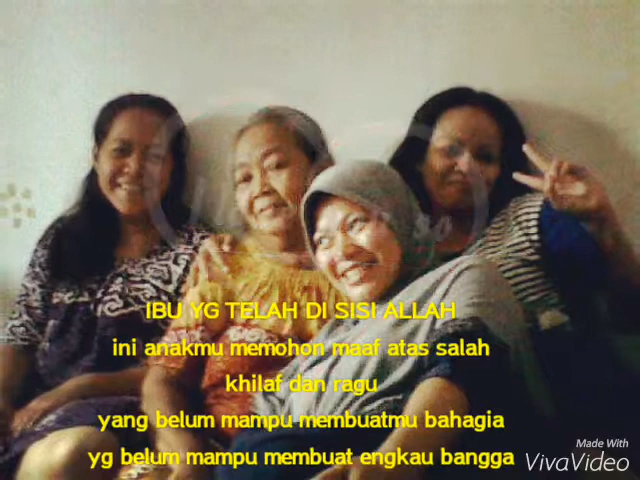 IBU YG TELAH DI SISI ALLAH
ini anakmu memohon maaf atas salah
khilaf dan ragu
yang belum mampu membuatmu bahagia
yg belum mampu membuat engkau bangga
Made With
VivaVideo